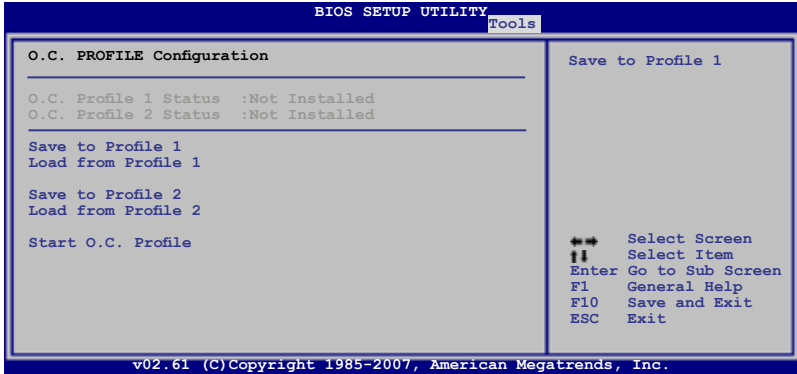 BIOS SETUP UTILITY
Tools
O.C. PROFILE Configuration
O.C. Profile 1 Status :Not Installed
O.C. Profile 2 Status :Not Installed
Save to Profile 1
Load from Profile 1
Save to Profile 2
Load from Profile 2
Start O.C. Profile
Save to Profile 1
Select Screen
Select Item
Enter Go to Sub Screen
F1 General Help
F10 Save and Exit
ESC Exit
v02.61 (C)Copyright 1985-2007, American Megatrends, Inc.